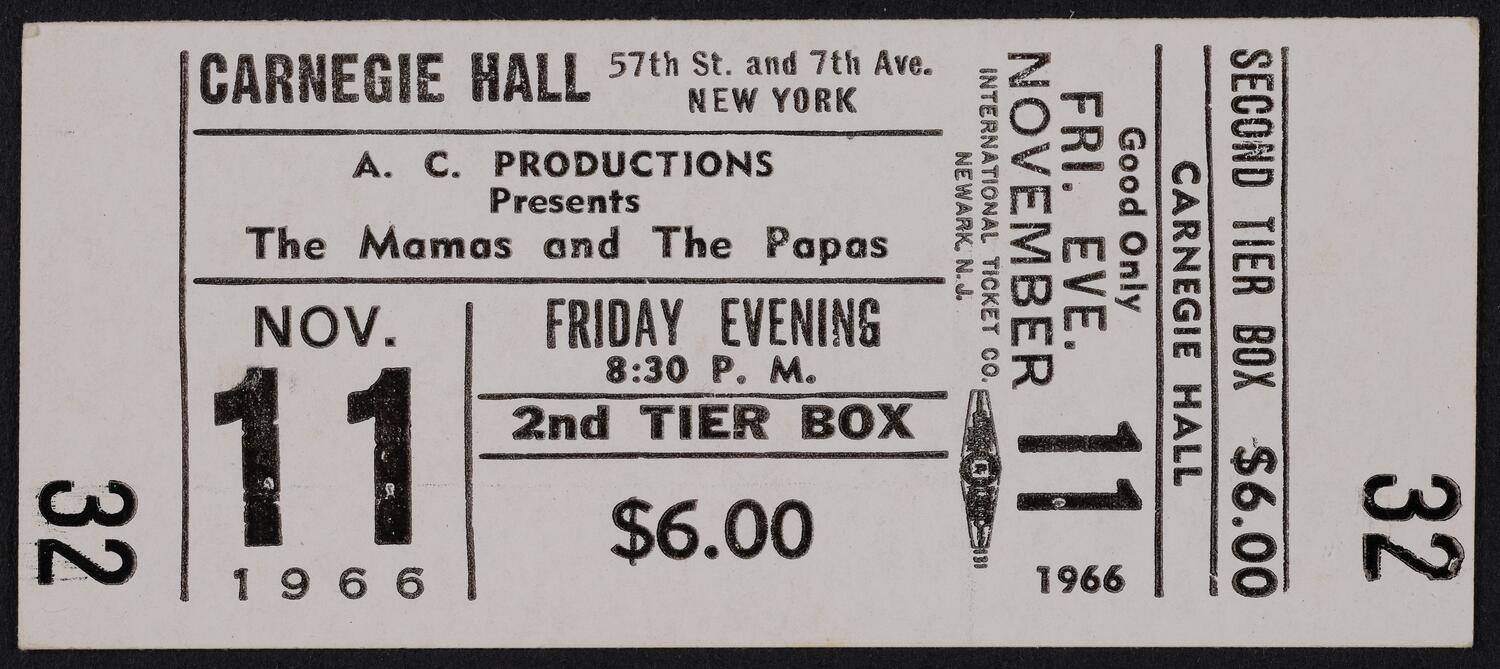 32
CARNEGIE HALL
57th St. and 7th Ave.
NEW YORK
A. C. PRODUCTIONS
Presents
The Mamas and The Papas
NOV.
11
1966
FRIDAY EVENING
8:30 P. M.
2nd TIER BOX
$6.00
SECOND TIER BOX $6.00
CARNEGIE HALL
Good Only
FRI. EVE.
NOVEMBER 11
1966
INTERNATIONAL TICKET CO.
NEWARK, N.J.
32